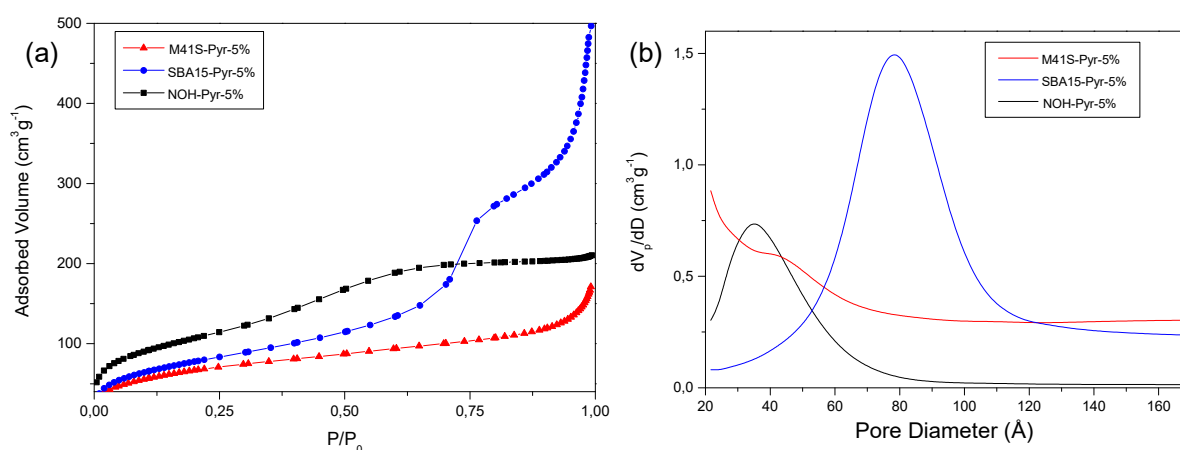 (a)
M41S-Pyr-5%
SBA15-Pyr-5%
NOH-Pyr-5%
Adsorbed Volume (cm³g⁻¹)
500
400
300
200
100
0,00 0,25 0,50 0,75 1,00
P/P₀
(b)
M41S-Pyr-5%
SBA15-Pyr-5%
NOH-Pyr-5%
dVₚ/dD (cm³g⁻¹)
1,5
1,0
0,5
0,0
20 40 60 80 100 120 140 160
Pore Diameter (Å)